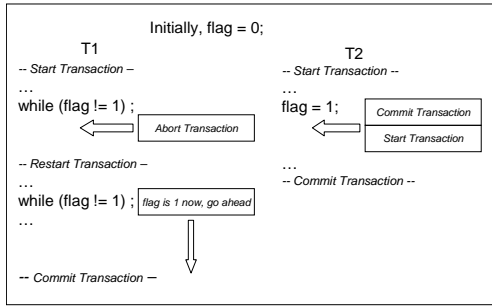 Initially, flag = 0;
T1
-- Start Transaction –
…
while (flag != 1) ;
Abort Transaction
-- Restart Transaction –
…
while (flag != 1) ;
flag is 1 now, go ahead
…
-- Commit Transaction –
T2
-- Start Transaction --
…
flag = 1;
Commit Transaction
Start Transaction
…
-- Commit Transaction --